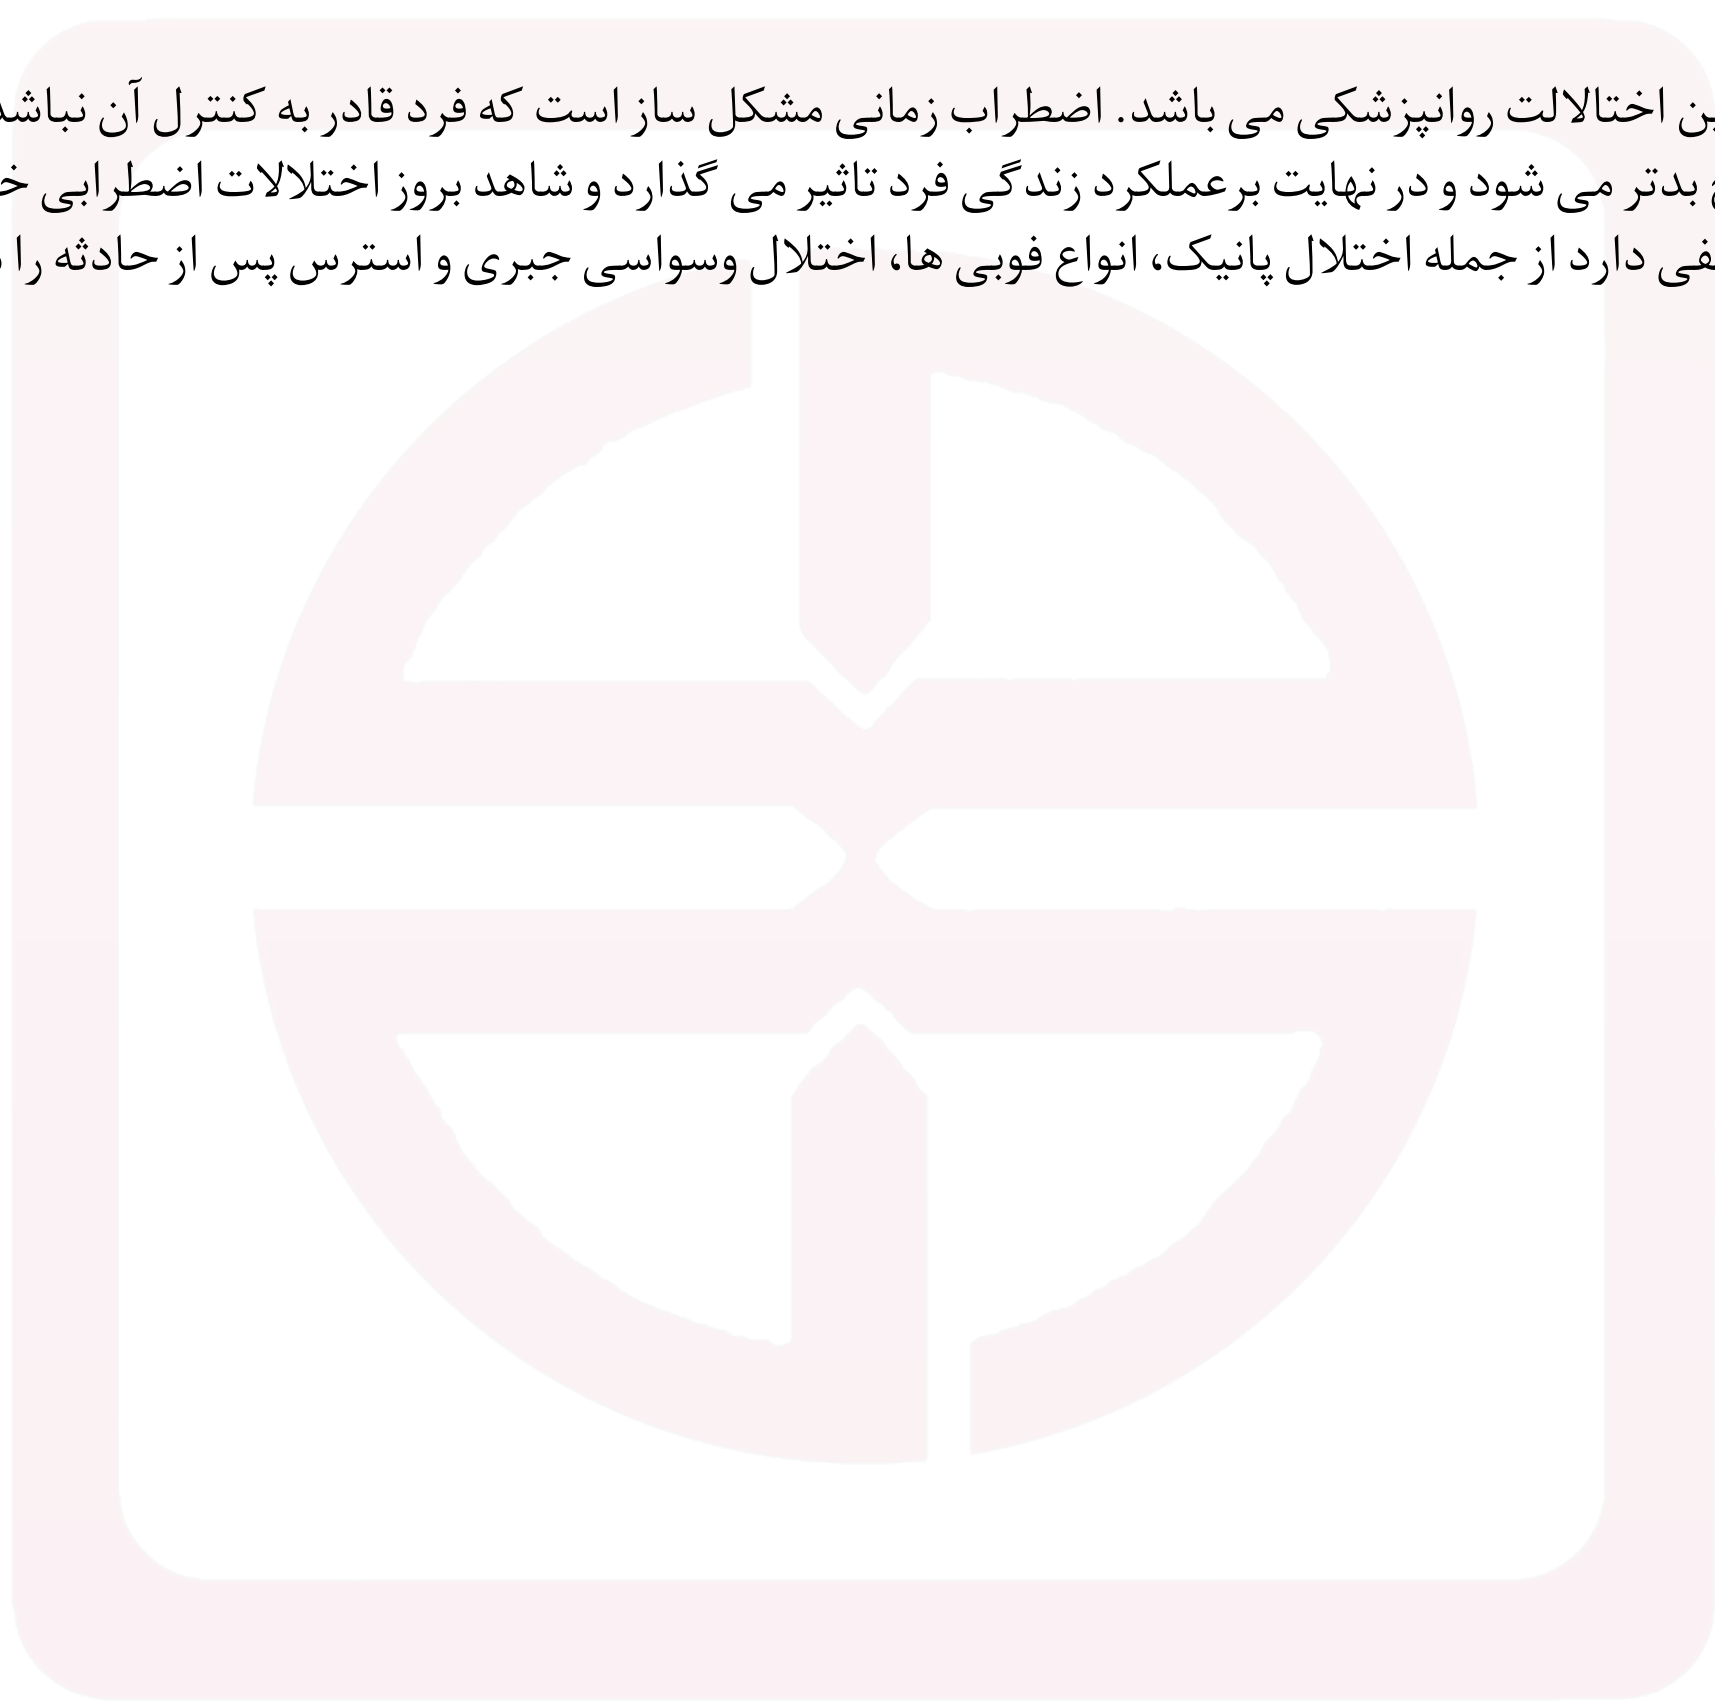 اختالالت روانپزشکی می باشد. اضطراب زمانی مشکل ساز است که فرد قادر به کنترل آن نباشد
بدتر می شود و در نهایت برعملکرد زندگی فرد تاثیر می گذارد و شاهد بروز اختلالات اضطرابی
دارد از جمله اختلال پانیک، انواع فوبی ها، اختلال وسواسی جبری و استرس پس از حادثه را